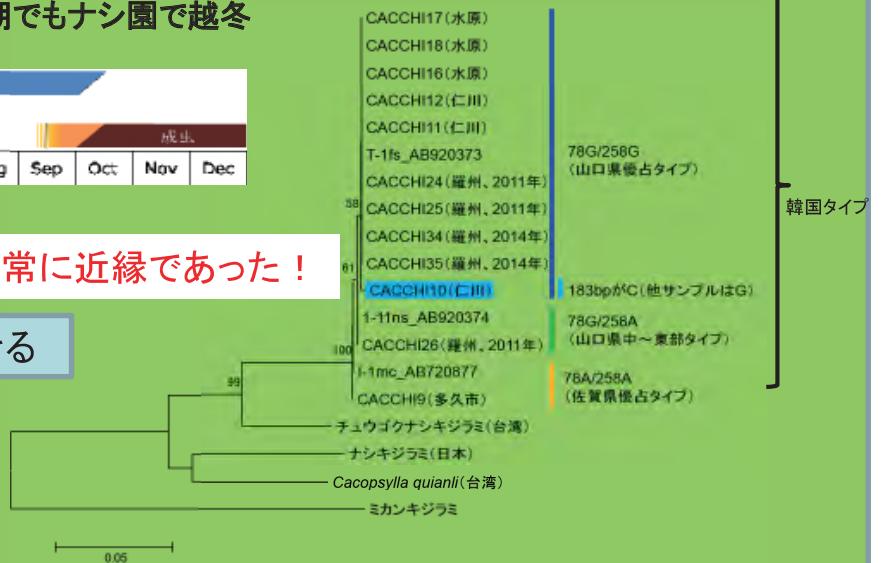 期でもナシ園で越冬
成虫
g Sep Oct Nov Dec
常に近縁であった！
る
CACCHI17（水原）
CACCHI18（水原）
CACCHI16（水原）
CACCHI12（仁川）
CACCHI11（仁川）
T-1fs_AB920373
CACCHI24（羅州、2011年）
CACCHI25（羅州、2011年）
CACCHI34（羅州、2014年）
CACCHI35（羅州、2014年）
CACCHI10（仁川）
1-11ns_AB920374
CACCHI26（羅州、2011年）
I-1mc_AB720877
CACCHI9（多久市）
チュウゴクナシキジラミ（台湾）
ナシキジラミ（日本）
Cacopsylla quianli（台湾）
ミカンキジラミ
58
61
100
99
78G/258G
（山口県優占タイプ）
183bpがC（他サンプルはG）
78G/258A
（山口県中～東部タイプ）
78A/258A
（佐賀県優占タイプ）
韓国タイプ
0.05